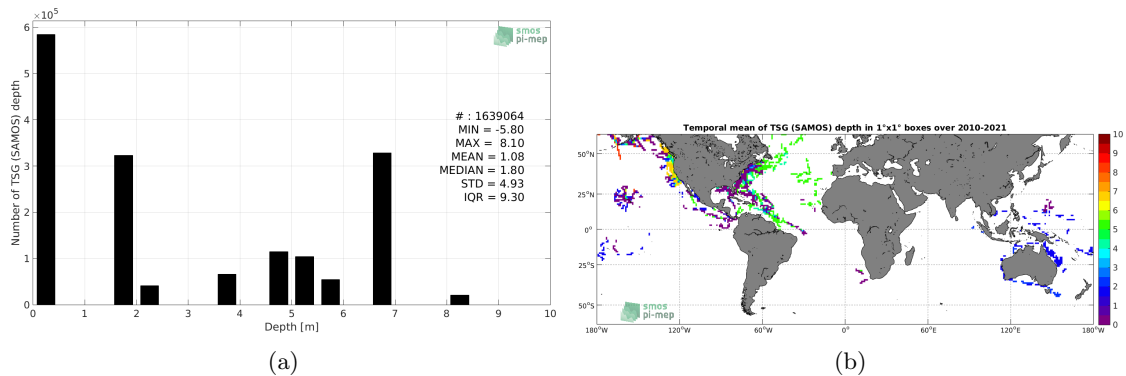 ×10⁵
6
5
4
3
2
1
0
Number of TSG (SAMOS) depth
smos
pi-mep
# : 1639064
MIN = -5.80
MAX = 8.10
MEAN = 1.08
MEDIAN = 1.80
STD = 4.93
IQR = 9.30
0 1 2 3 4 5 6 7 8 9 10
Depth [m]
(a)
Temporal mean of TSG (SAMOS) depth in 1°x1° boxes over 2010-2021
50°N
25°N
0°
25°S
50°S
smos
pi-mep
180°W 120°W 60°W 0° 60°E 120°E 180°W
10
9
8
7
6
5
4
3
2
1
0
(b)